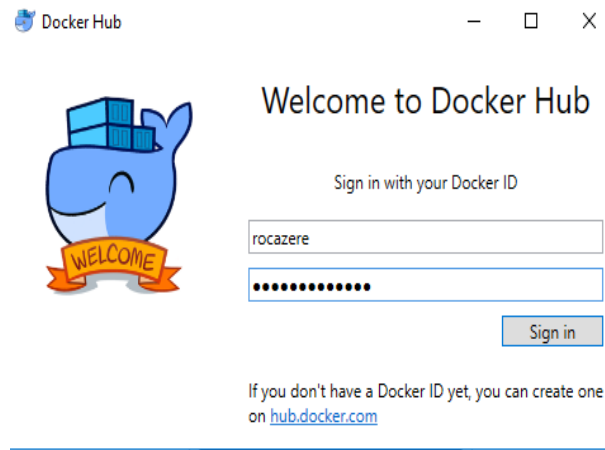 Docker Hub
Welcome to Docker Hub
Sign in with your Docker ID
rocazere
•••••••••••••
WELCOME
Sign in
If you don't have a Docker ID yet, you can create one
on hub.docker.com